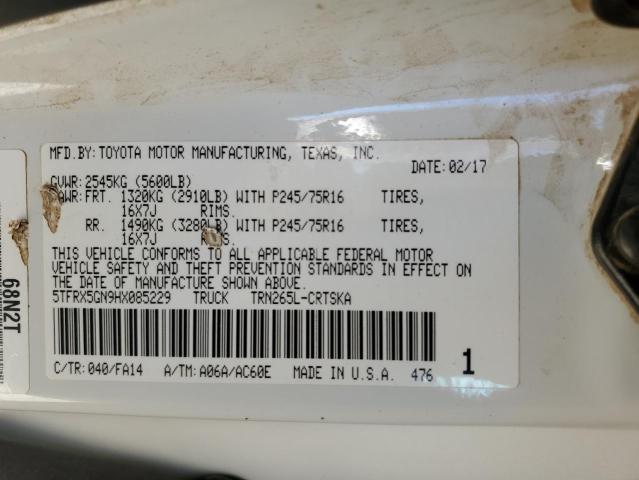 MFD.BY: TOYOTA MOTOR MANUFACTURING, TEXAS, INC.
DATE: 02/17
GVWR: 2545KG (5600LB)
GAWR: FRT. 1320KG (2910LB) WITH P245/75R16 TIRES,
16X7J RIMS.
RR. 1490KG (3280LB) WITH P245/75R16 TIRES,
16X7J RIMS.
THIS VEHICLE CONFORMS TO ALL APPLICABLE FEDERAL MOTOR
VEHICLE SAFETY AND THEFT PREVENTION STANDARDS IN EFFECT ON
THE DATE OF MANUFACTURE SHOWN ABOVE.
5TFRX5GN9HX085229 TRUCK TRN265L-CRTSKA
C/TR: 040/FA14 A/TM: A06A/AC60E MADE IN U.S.A. 476 1
68N2T